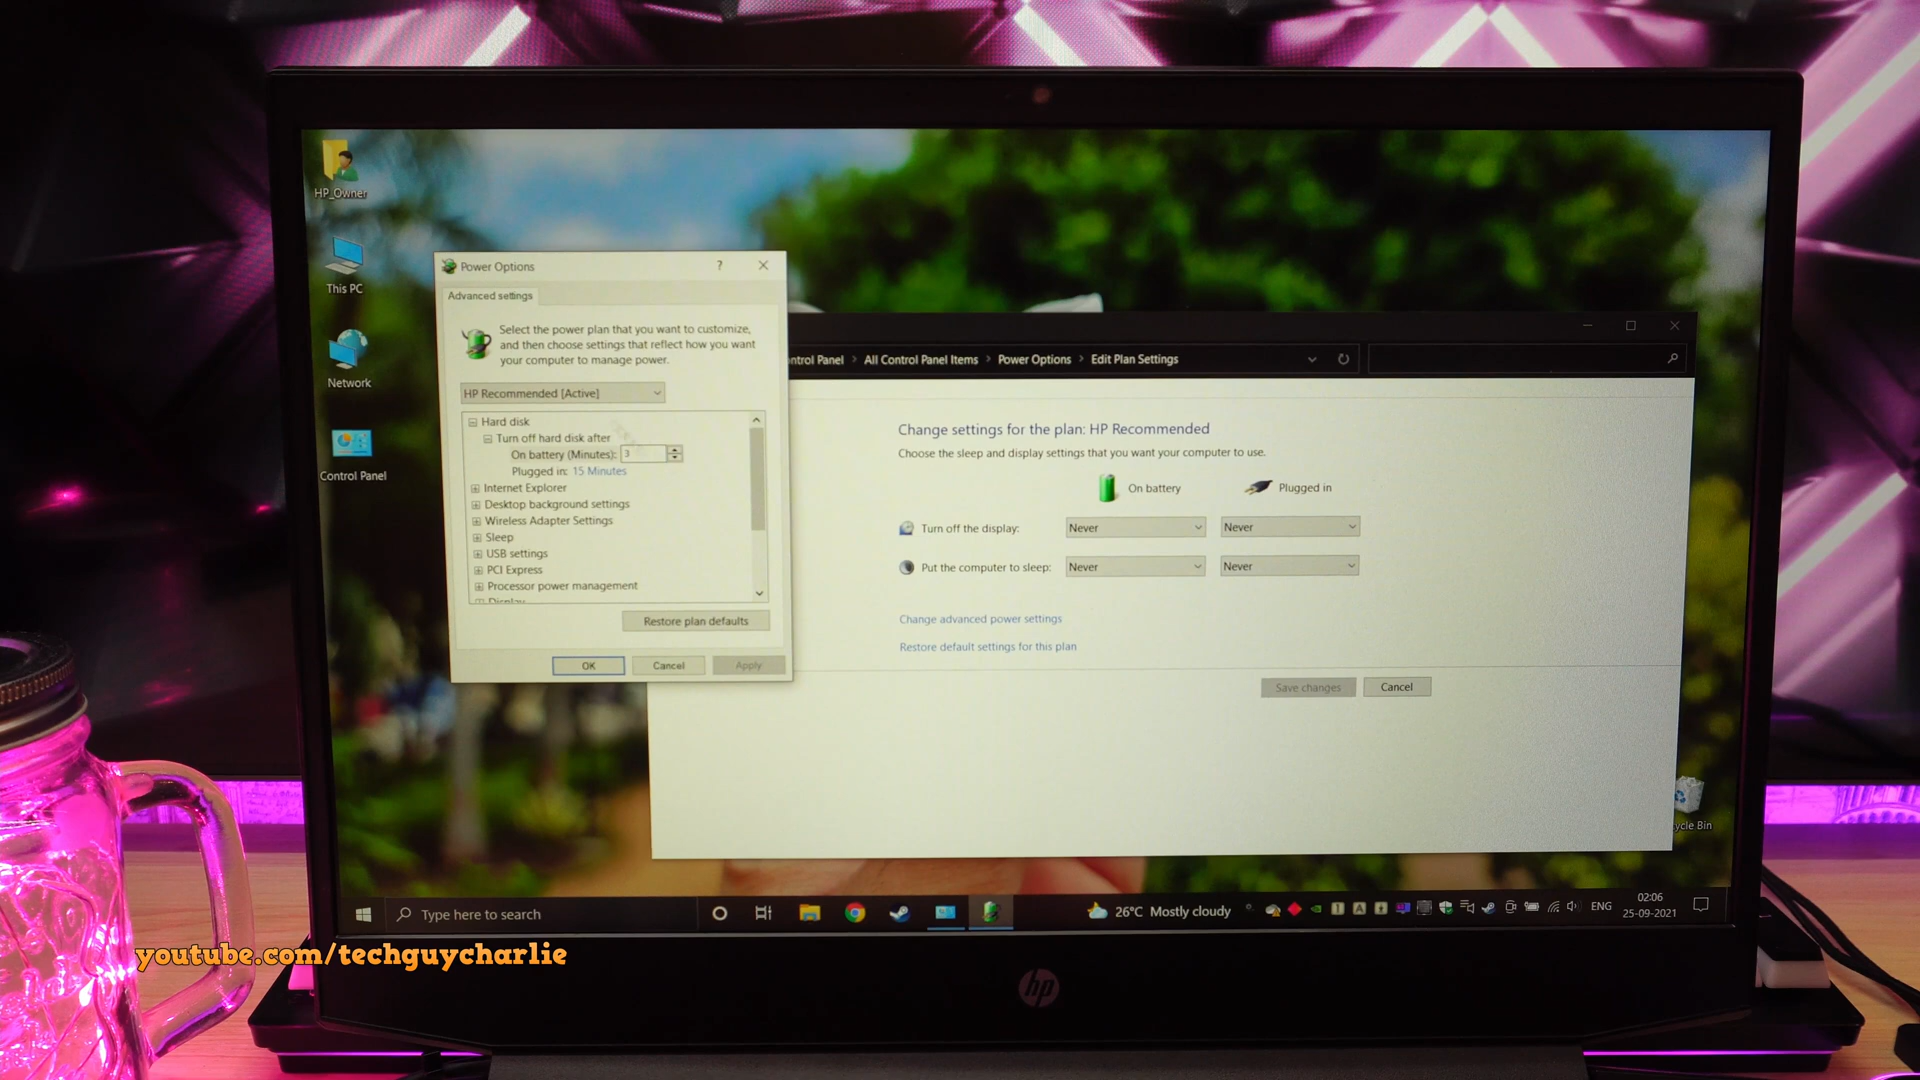 HP_Owner
This PC
Network
Control Panel
Power Options
?
Advanced settings
Select the power plan that you want to customize,
and then choose settings that reflect how you want
your computer to manage power.
HP Recommended [Active]
Hard disk
Turn off hard disk after
On battery (Minutes): 3
Plugged in: 15 Minutes
Internet Explorer
Desktop background settings
Wireless Adapter Settings
Sleep
USB settings
PCI Express
Processor power management
Display
Restore plan defaults
OK Cancel Apply
ntrol Panel > All Control Panel Items > Power Options > Edit Plan Settings
Change settings for the plan: HP Recommended
Choose the sleep and display settings that you want your computer to use.
On battery Plugged in
Turn off the display: Never Never
Put the computer to sleep: Never Never
Change advanced power settings
Restore default settings for this plan
Save changes Cancel
ycle Bin
Type here to search
26°C Mostly cloudy
ENG
02:06
25-09-2021
youtube.com/techguycharlie
hp